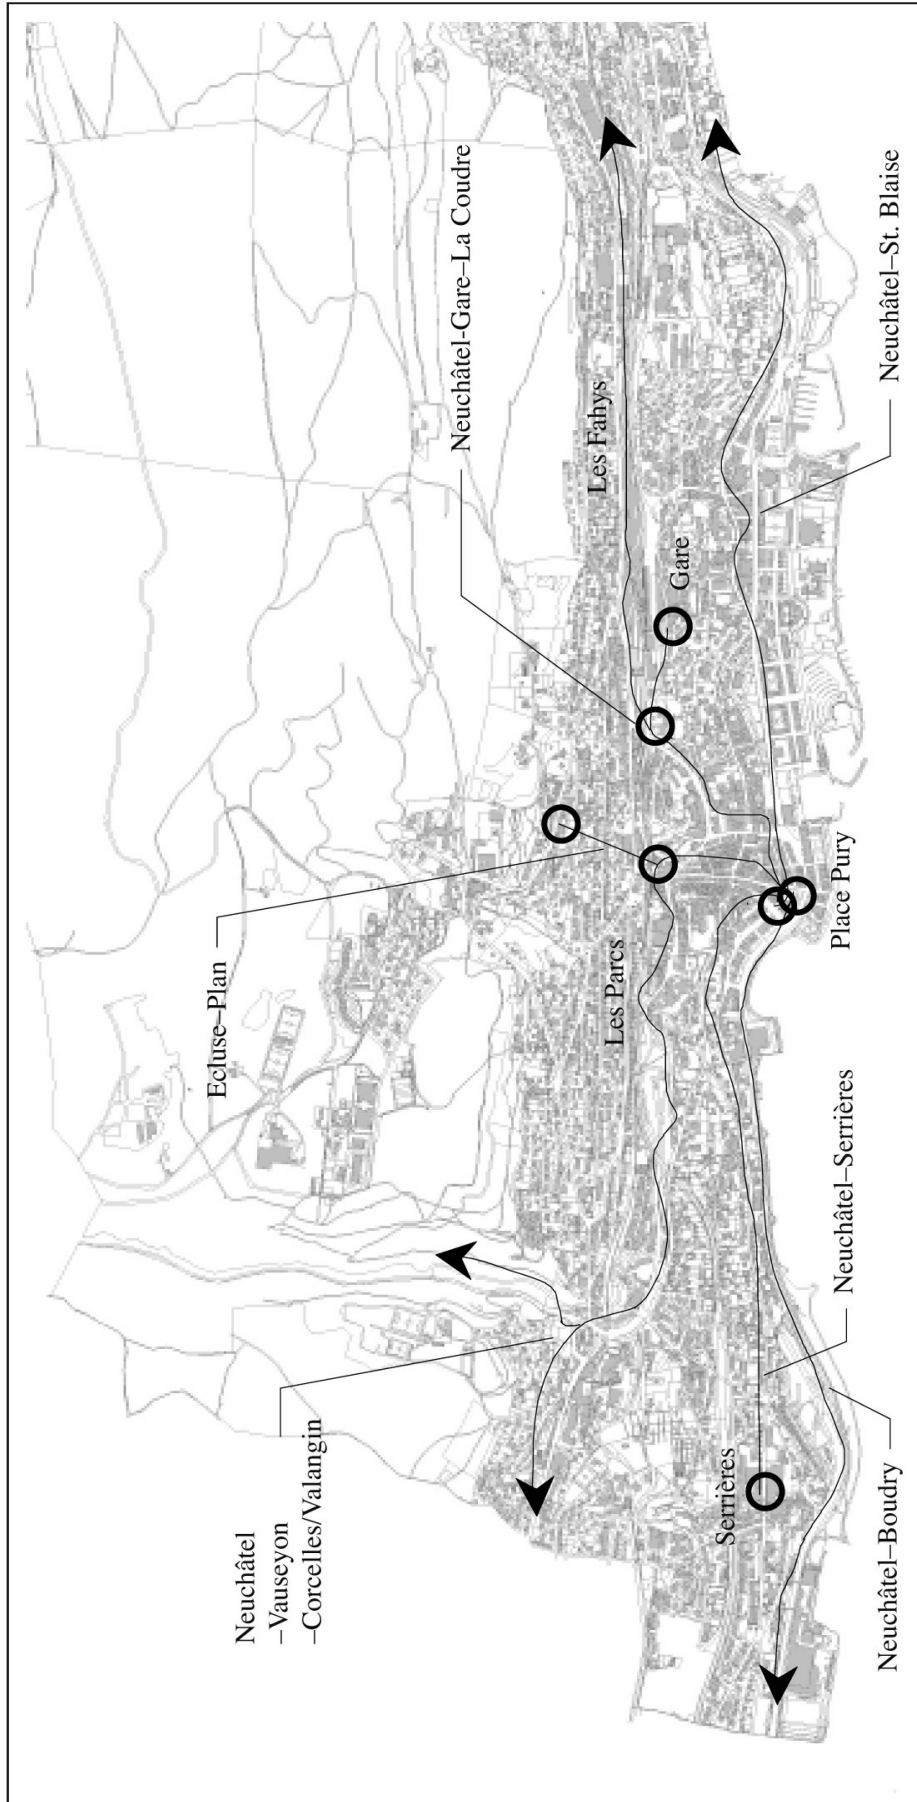 Neuchâtel-Gare–La Coudre
Les Fahys
Neuchâtel–St. Blaise
Gare
Ecluse–Plan
Les Parcs
Place Pury
Neuchâtel
–Vauseyon
–Corcelles/Valangin
Serrières
Neuchâtel–Serrières
Neuchâtel–Boudry